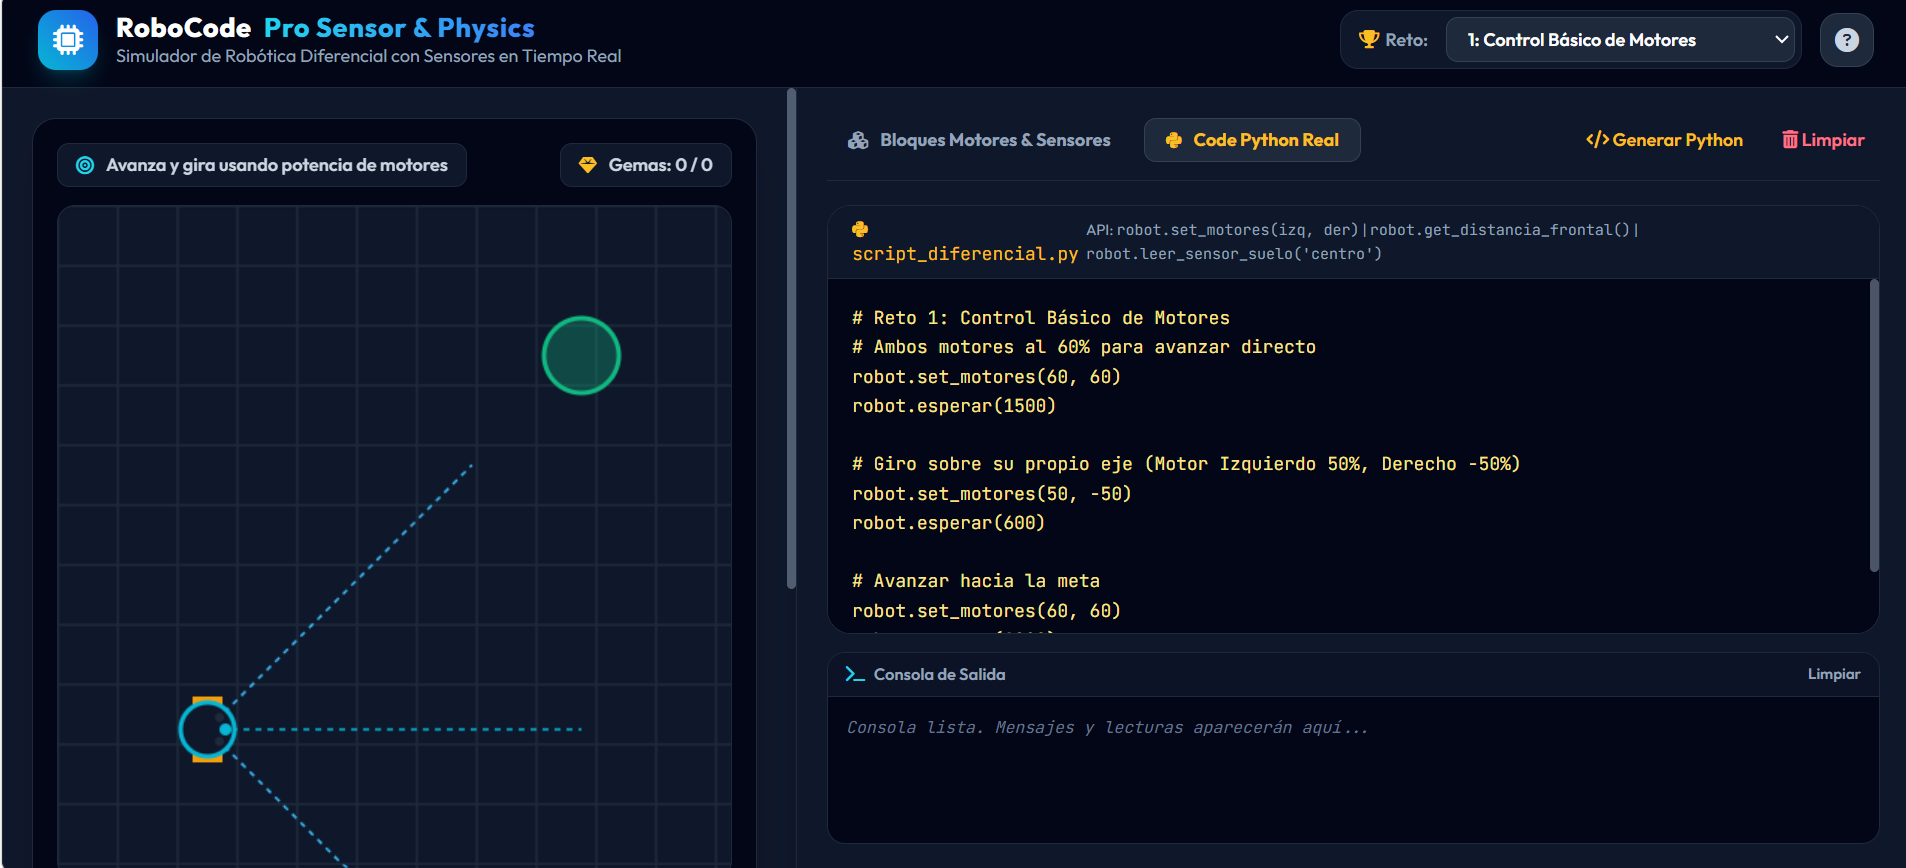 RoboCode Pro Sensor & Physics
Simulador de Robótica Diferencial con Sensores en Tiempo Real
Reto:
1: Control Básico de Motores
?
Avanza y gira usando potencia de motores
Gemas: 0 / 0
Bloques Motores & Sensores
Code Python Real
</> Generar Python
Limpiar
script_diferencial.py
API: robot.set_motores(izq, der)|robot.get_distancia_frontal()|
robot.leer_sensor_suelo('centro')
# Reto 1: Control Básico de Motores
# Ambos motores al 60% para avanzar directo
robot.set_motores(60, 60)
robot.esperar(1500)
# Giro sobre su propio eje (Motor Izquierdo 50%, Derecho -50%)
robot.set_motores(50, -50)
robot.esperar(600)
# Avanzar hacia la meta
robot.set_motores(60, 60)
Consola de Salida
Limpiar
Consola lista. Mensajes y lecturas aparecerán aquí...